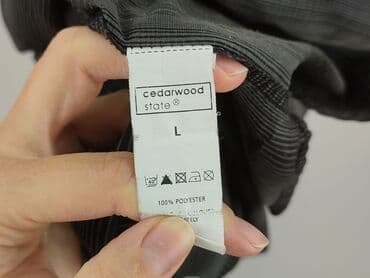 cedarwood
state®
L
100% POLYESTER